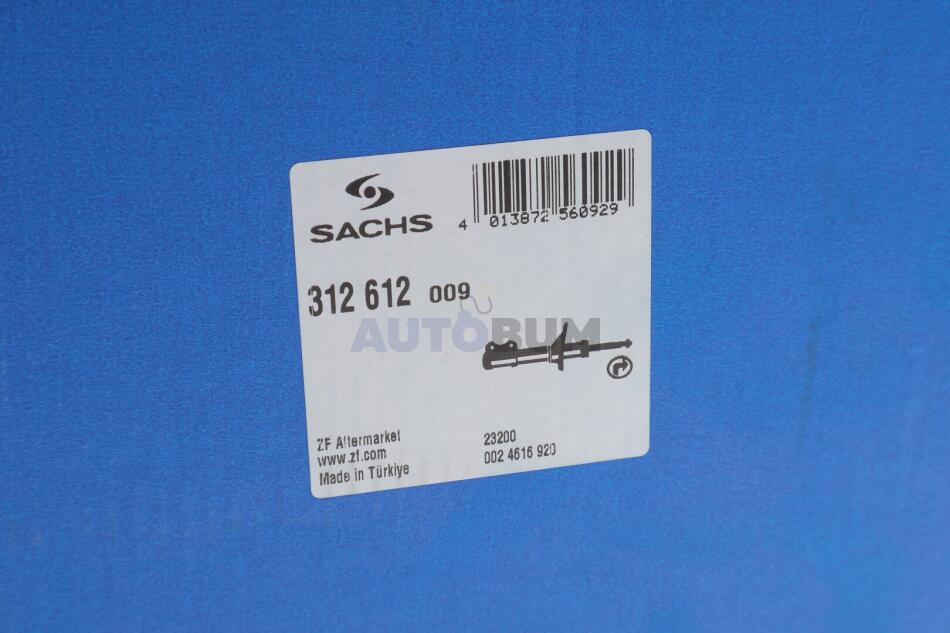 SACHS
4 013872 560929
312 612 009
AUTOBUM
ZF Aftermarket
www.zf.com
Made in Türkiye
23200
002 4616 920